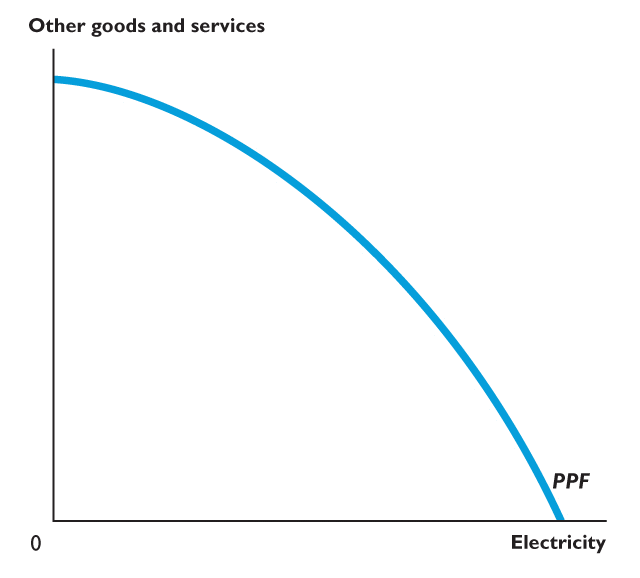 Other goods and services
PPF
0
Electricity